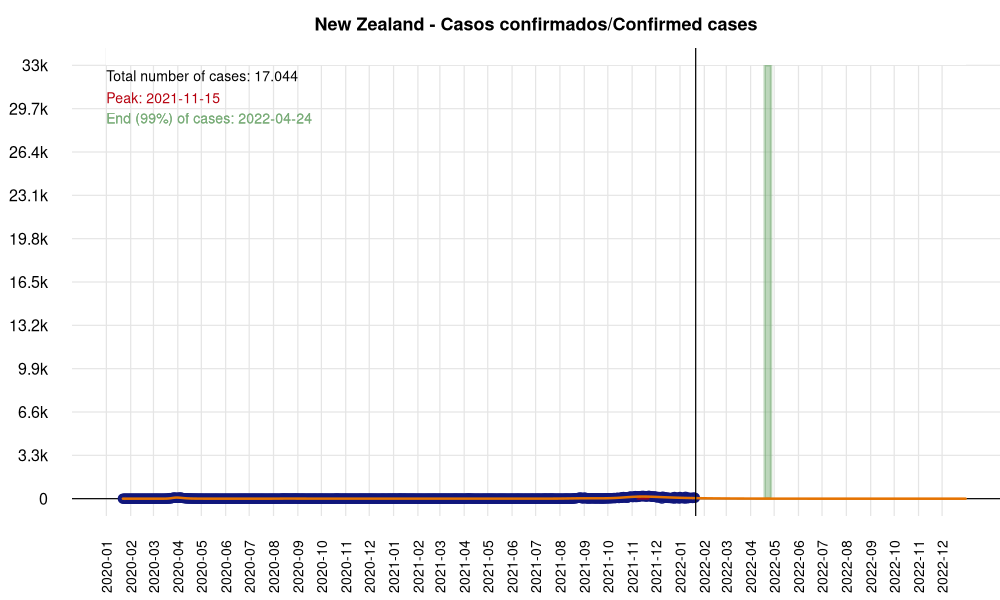 New Zealand - Casos confirmados/Confirmed cases
Total number of cases: 17.044
Peak: 2021-11-15
End (99%) of cases: 2022-04-24
33k
29.7k
26.4k
23.1k
19.8k
16.5k
13.2k
9.9k
6.6k
3.3k
0
2020-01
2020-02
2020-03
2020-04
2020-05
2020-06
2020-07
2020-08
2020-09
2020-10
2020-11
2020-12
2021-01
2021-02
2021-03
2021-04
2021-05
2021-06
2021-07
2021-08
2021-09
2021-10
2021-11
2021-12
2022-01
2022-02
2022-03
2022-04
2022-05
2022-06
2022-07
2022-08
2022-09
2022-10
2022-11
2022-12